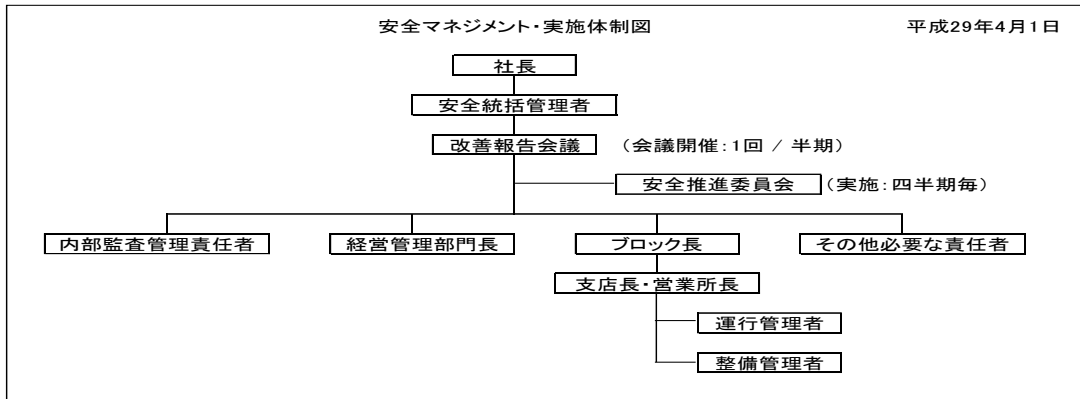 安全マネジメント・実施体制図 平成29年4月1日
社長
安全統括管理者
改善報告会議 (会議開催:1回 / 半期)
安全推進委員会 (実施:四半期毎)
内部監査管理責任者 経営管理部門長 ブロック長 その他必要な責任者
支店長・営業所長
運行管理者
整備管理者